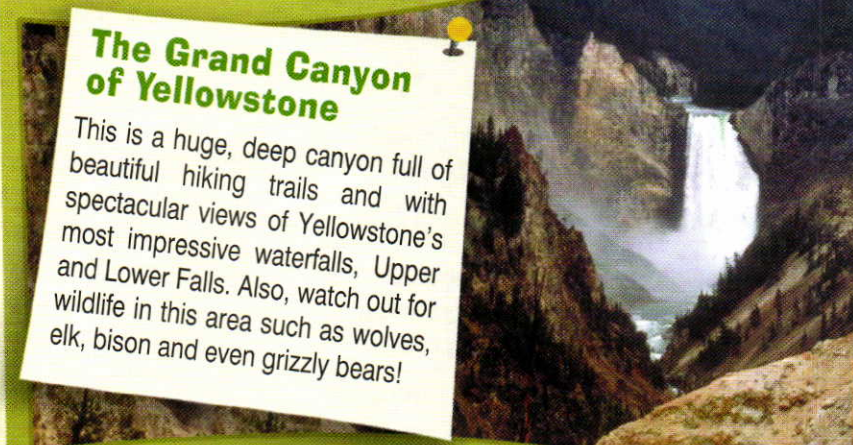 The Grand Canyon
of Yellowstone
This is a huge, deep canyon full of
beautiful hiking trails and with
spectacular views of Yellowstone's
most impressive waterfalls, Upper
and Lower Falls. Also, watch out for
wildlife in this area such as wolves,
elk, bison and even grizzly bears!